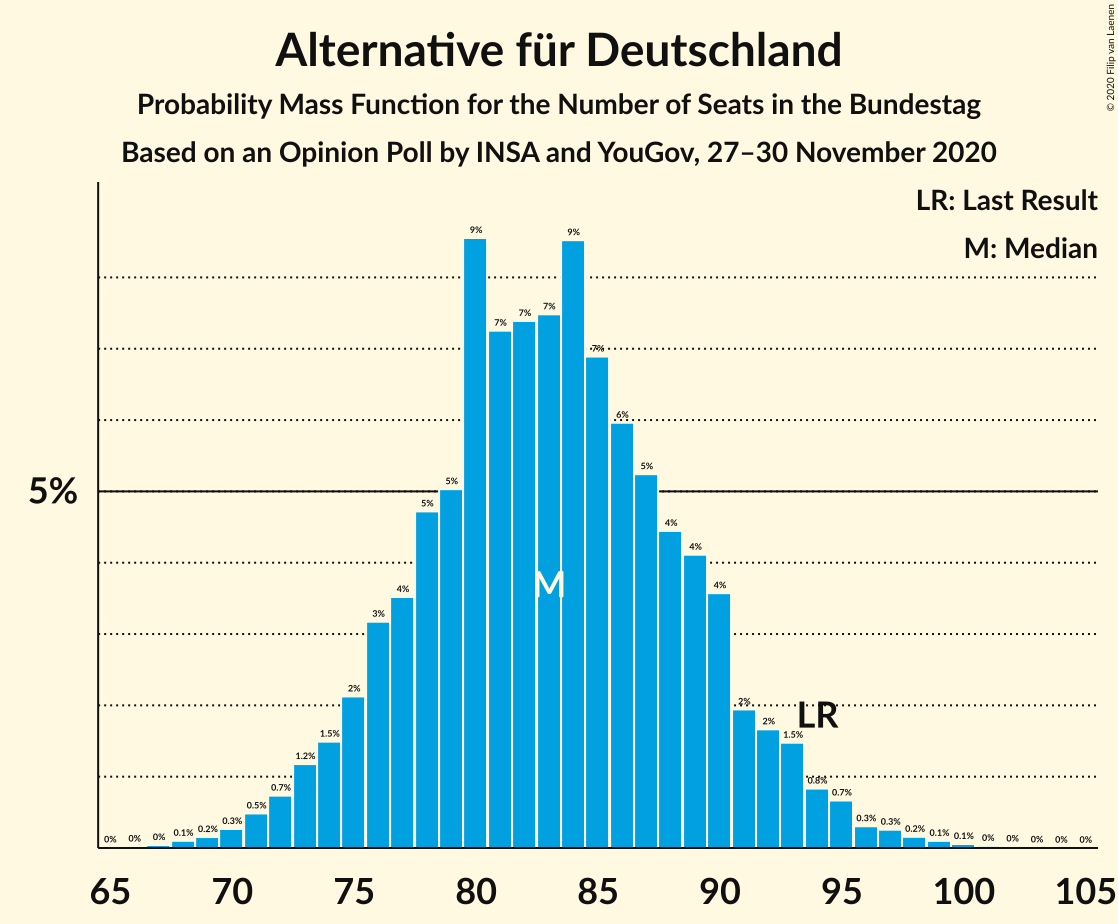 Alternative für Deutschland
Probability Mass Function for the Number of Seats in the Bundestag
Based on an Opinion Poll by INSA and YouGov, 27–30 November 2020
© 2020 Filip van Laenen
LR: Last Result
M: Median
5%
0% 0% 0% 0.1% 0.2% 0.3% 0.5% 0.7% 1.2% 1.5% 2% 3% 4% 5% 5% 9% 7% 7% 7% 9% 7% 6% 5% 4% 4% 4% 2% 2% 1.5% 0.8% 0.7% 0.3% 0.3% 0.2% 0.1% 0.1% 0% 0% 0% 0% 0%
M
LR
65 70 75 80 85 90 95 100 105